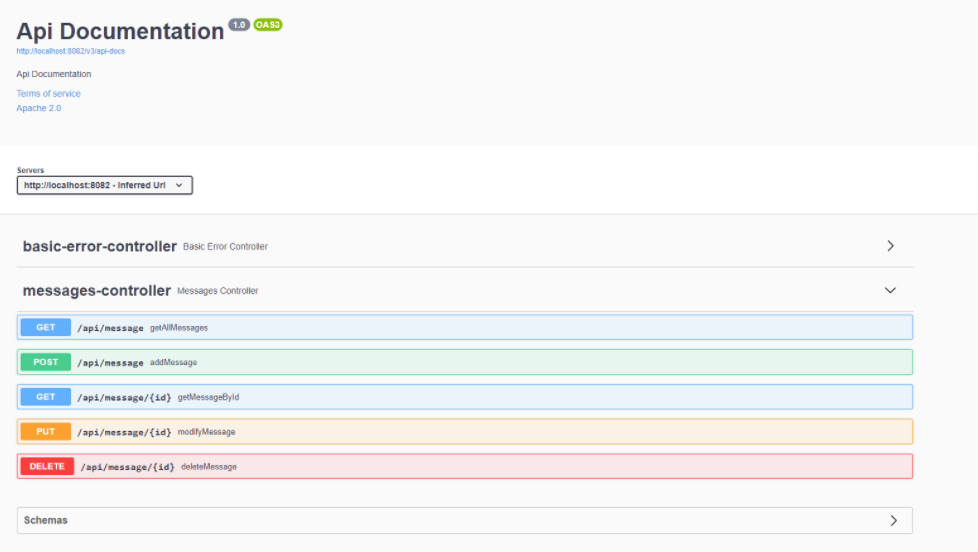 Api Documentation 1.0 OAS3
http://localhost:8082/v3/api-docs
Api Documentation
Terms of service
Apache 2.0
Servers
http://localhost:8082 - Inferred Url
basic-error-controller Basic Error Controller
messages-controller Messages Controller
GET /api/message getAllMessages
POST /api/message addMessage
GET /api/message/{id} getMessageById
PUT /api/message/{id} modifyMessage
DELETE /api/message/{id} deleteMessage
Schemas